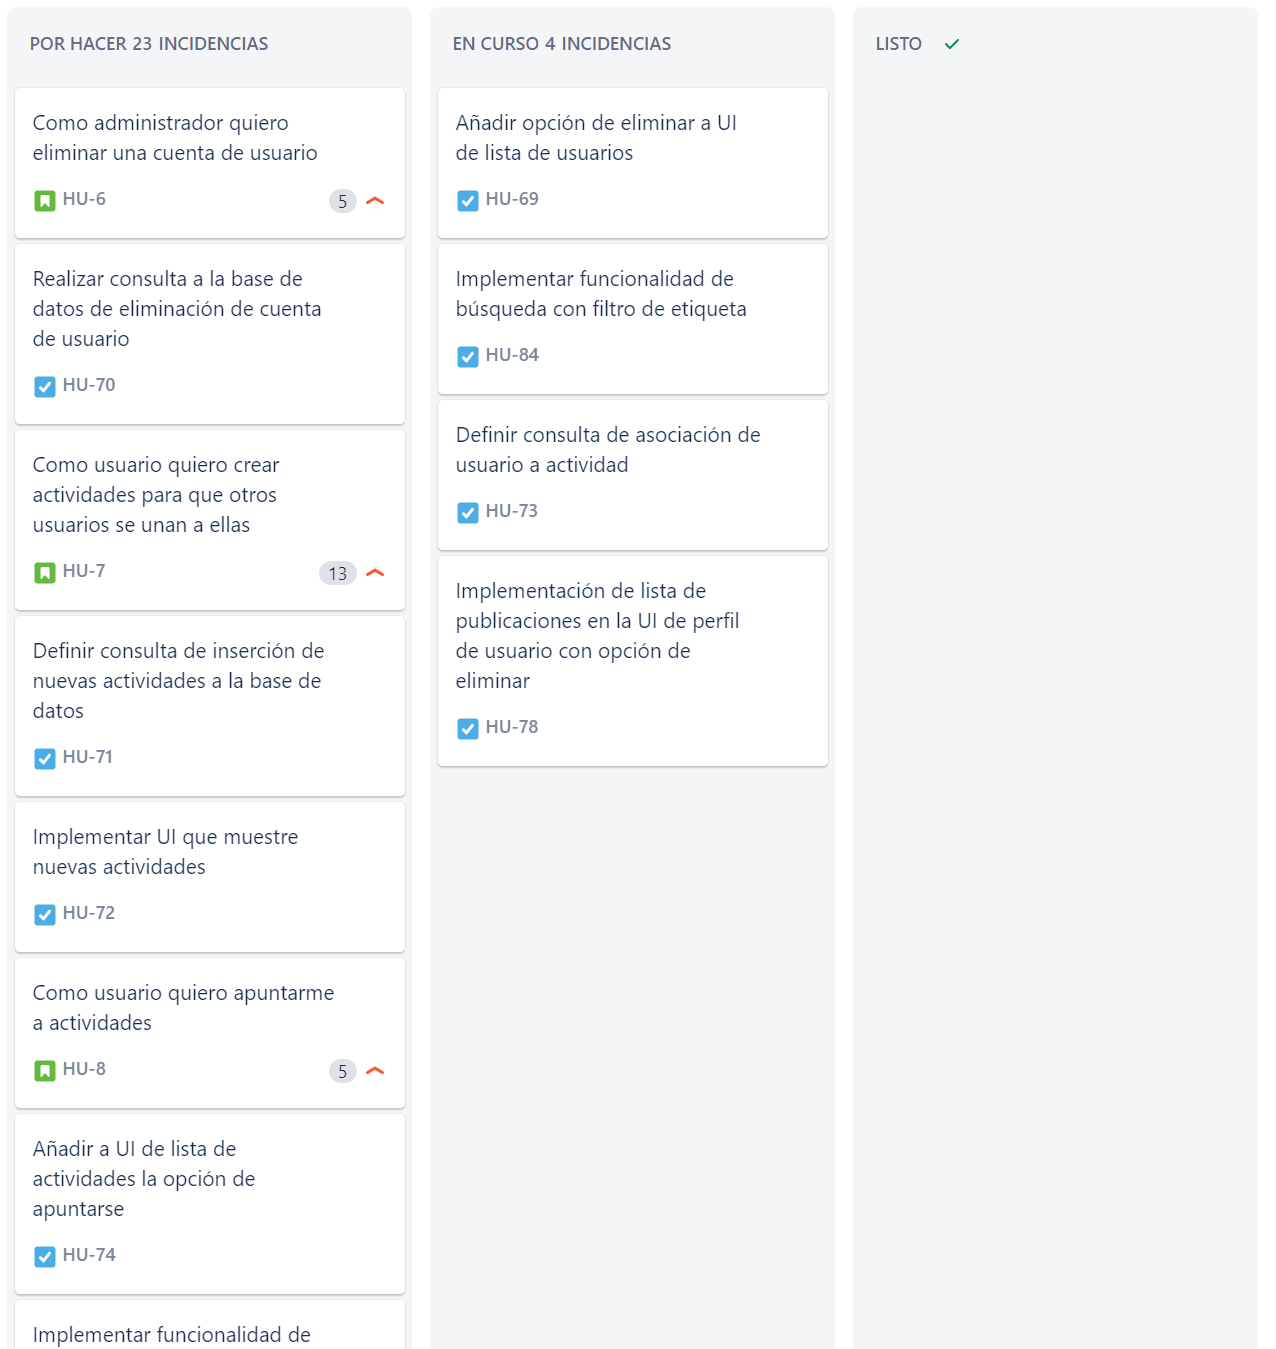 POR HACER 23 INCIDENCIAS
Como administrador quiero
eliminar una cuenta de usuario
HU-6
5
Realizar consulta a la base de
datos de eliminación de cuenta
de usuario
HU-70
Como usuario quiero crear
actividades para que otros
usuarios se unan a ellas
HU-7
13
Definir consulta de inserción de
nuevas actividades a la base de
datos
HU-71
Implementar UI que muestre
nuevas actividades
HU-72
Como usuario quiero apuntarme
a actividades
HU-8
5
Añadir a UI de lista de
actividades la opción de
apuntarse
HU-74
Implementar funcionalidad de
EN CURSO 4 INCIDENCIAS
Añadir opción de eliminar a UI
de lista de usuarios
HU-69
Implementar funcionalidad de
búsqueda con filtro de etiqueta
HU-84
Definir consulta de asociación de
usuario a actividad
HU-73
Implementación de lista de
publicaciones en la UI de perfil
de usuario con opción de
eliminar
HU-78
LISTO